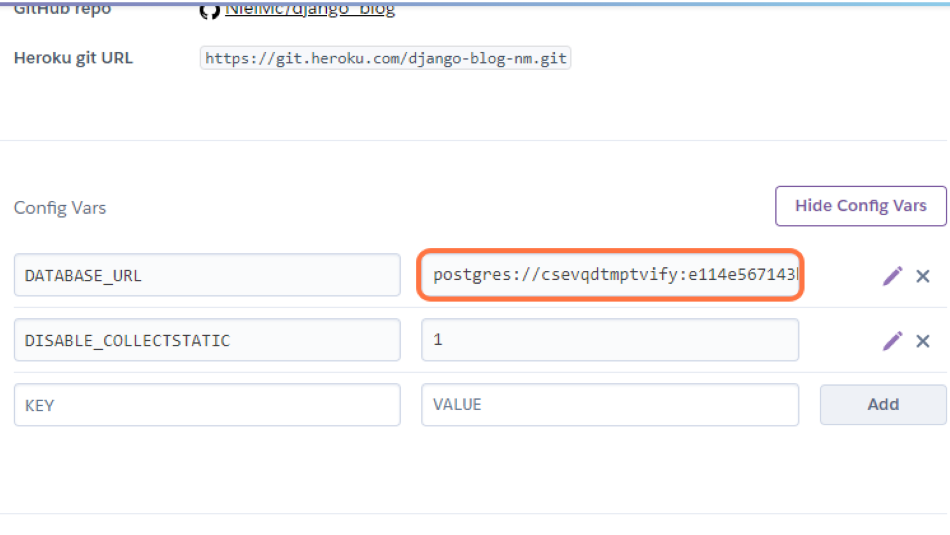 GitHub repo NielMc/django_blog
Heroku git URL https://git.heroku.com/django-blog-nm.git
Config Vars Hide Config Vars
DATABASE_URL postgres://csevqdtmptvify:e114e567143
DISABLE_COLLECTSTATIC 1
KEY VALUE Add